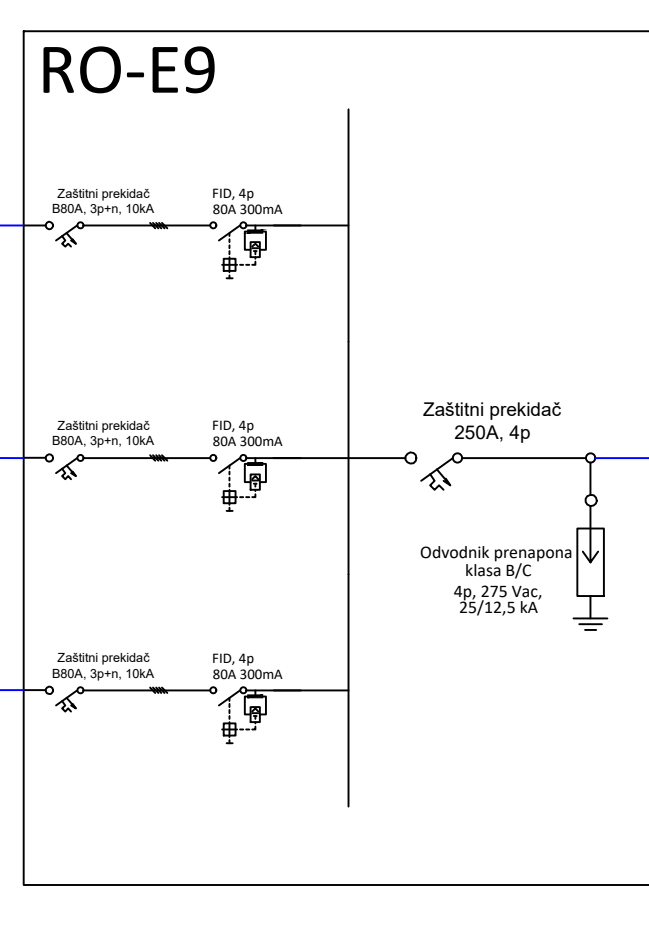 RO-E9
Zaštitni prekidač
B80A, 3p+n, 10kA
FID, 4p
80A 300mA
Zaštitni prekidač
B80A, 3p+n, 10kA
FID, 4p
80A 300mA
Zaštitni prekidač
250A, 4p
Odvodnik prenapona
klasa B/C
4p, 275 Vac,
25/12,5 kA
Zaštitni prekidač
B80A, 3p+n, 10kA
FID, 4p
80A 300mA